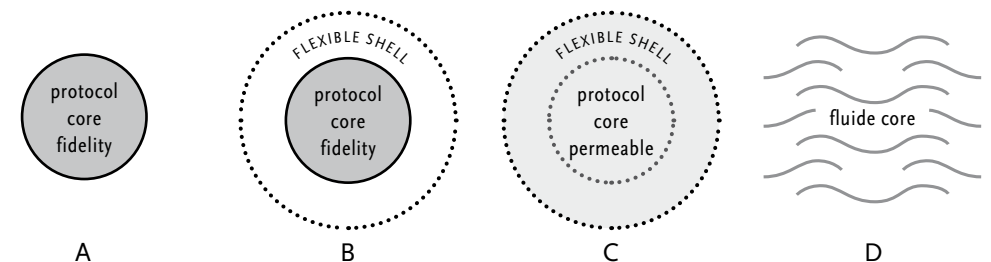 protocol
core
fidelity
A
FLEXIBLE SHELL
protocol
core
fidelity
B
FLEXIBLE SHELL
protocol
core
permeable
C
fluide core
D